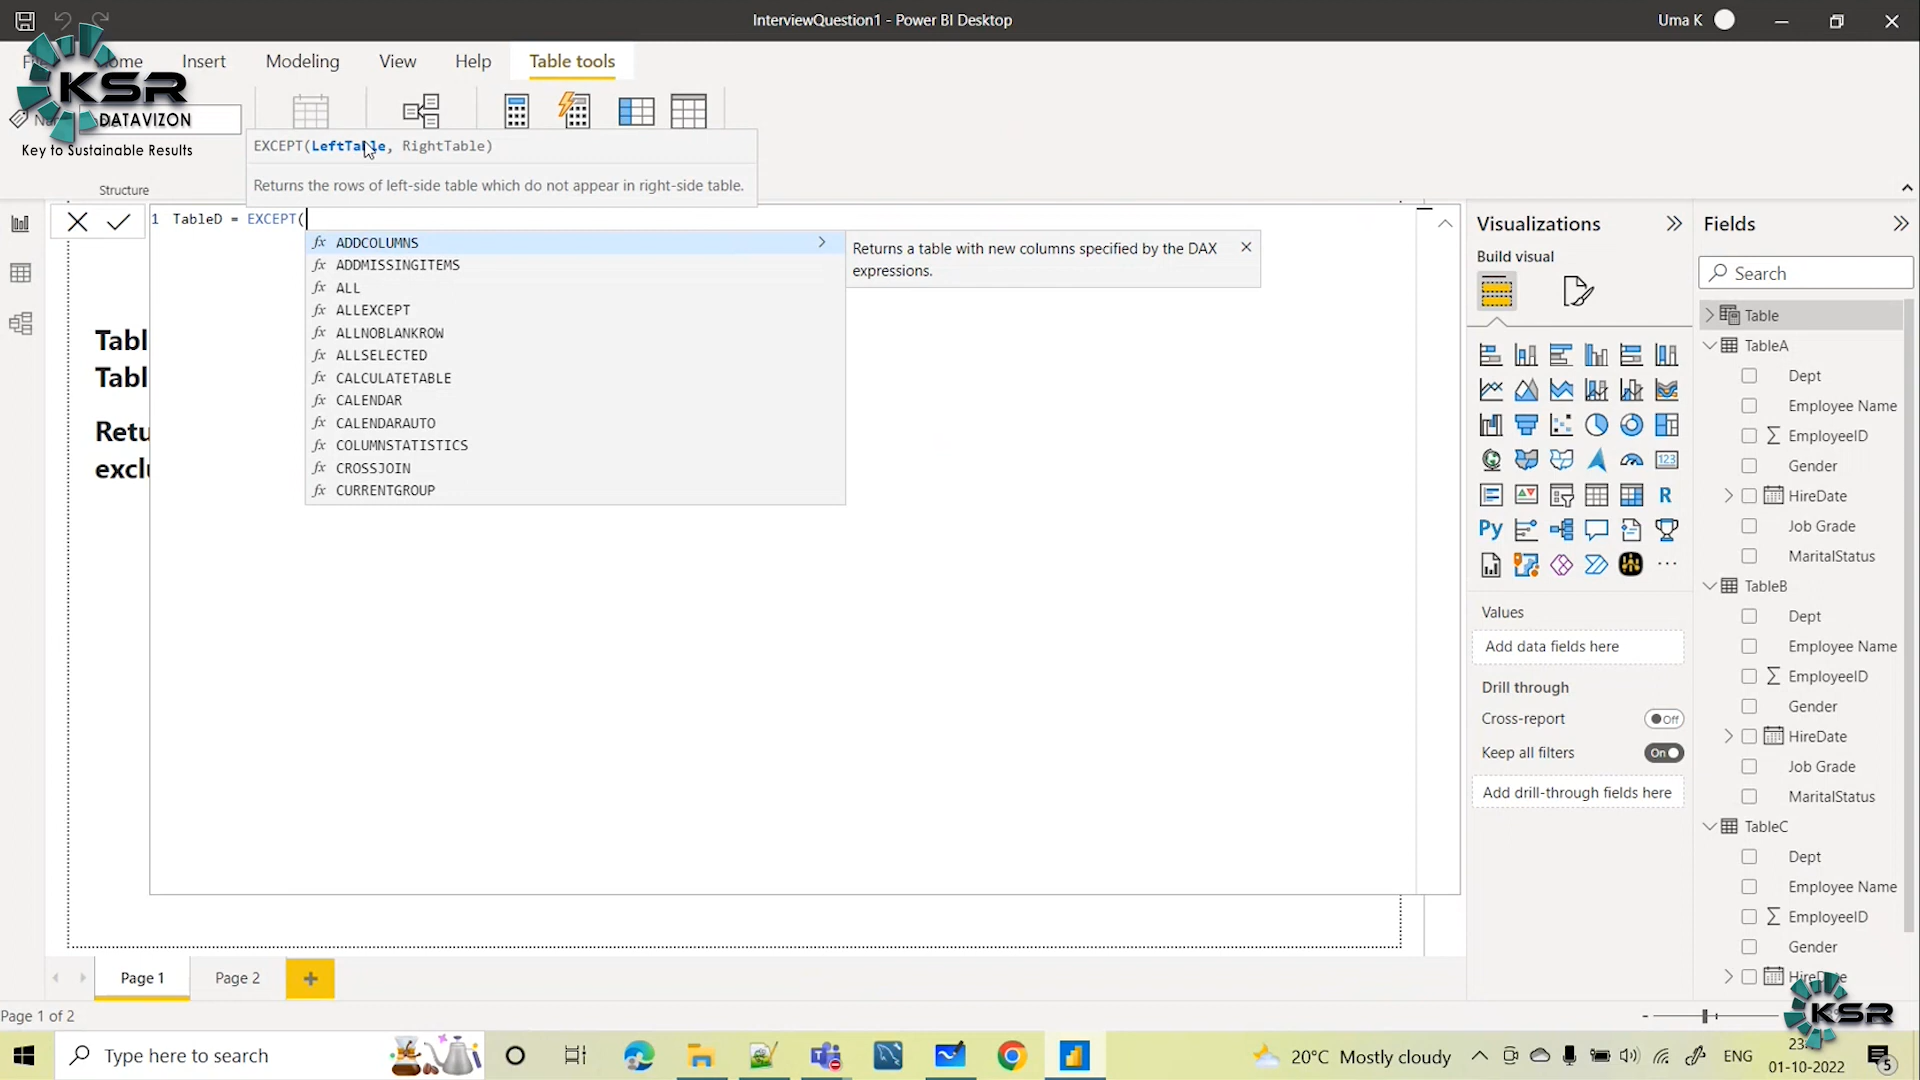 InterviewQuestion1 - Power BI Desktop
Uma K
Insert
Modeling
View
Help
Table tools
KSR
DATAVIZON
Key to Sustainable Results
Structure
EXCEPT(LeftTable, RightTable)
Returns the rows of left-side table which do not appear in right-side table.
1 TableD = EXCEPT(
ADDCOLUMNS
ADDMISSINGITEMS
ALL
ALLEXCEPT
ALLNOBLANKROW
ALLSELECTED
CALCULATETABLE
CALENDAR
CALENDARAUTO
COLUMNSTATISTICS
CROSSJOIN
CURRENTGROUP
Returns a table with new columns specified by the DAX
expressions.
Tabl
Tabl
Retu
exclu
Visualizations
Build visual
123
R
Py
Values
Add data fields here
Drill through
Cross-report
Off
Keep all filters
On
Add drill-through fields here
Fields
Search
Table
TableA
Dept
Employee Name
EmployeeID
Gender
HireDate
Job Grade
MaritalStatus
TableB
Dept
Employee Name
EmployeeID
Gender
HireDate
Job Grade
MaritalStatus
TableC
Dept
Employee Name
EmployeeID
Gender
KSR
Page 1
Page 2
Page 1 of 2
Type here to search
20°C Mostly cloudy
ENG
01-10-2022
5